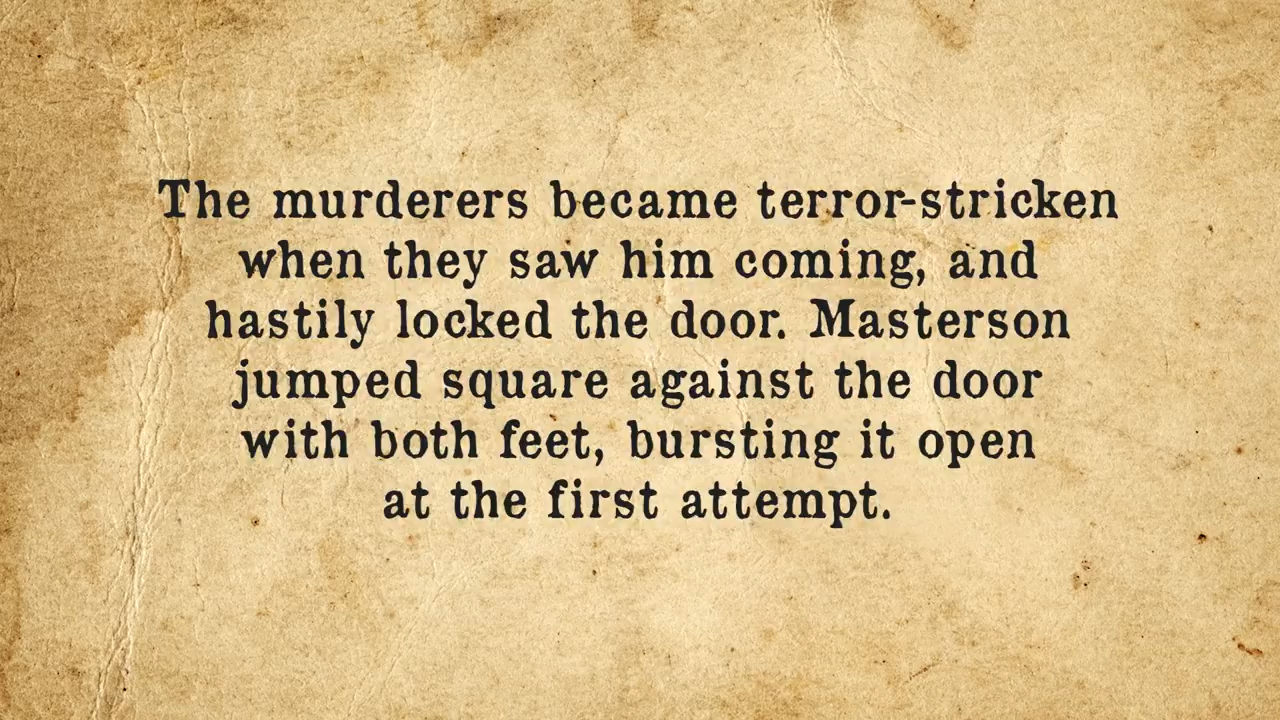 The murderers became terror-stricken
when they saw him coming, and
hastily locked the door. Masterson
jumped square against the door
with both feet, bursting it open
at the first attempt.